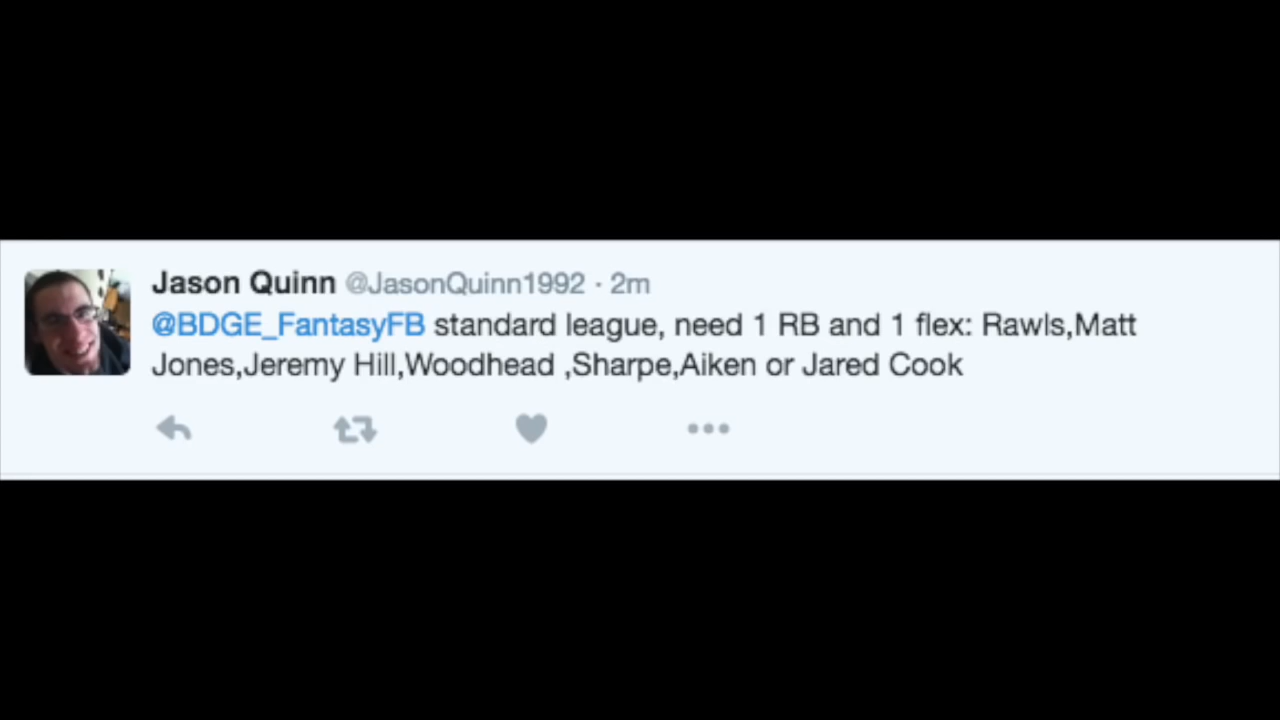 Jason Quinn @JasonQuinn1992 · 2m
@BDGE_FantasyFB standard league, need 1 RB and 1 flex: Rawls,Matt
Jones,Jeremy Hill,Woodhead ,Sharpe,Aiken or Jared Cook